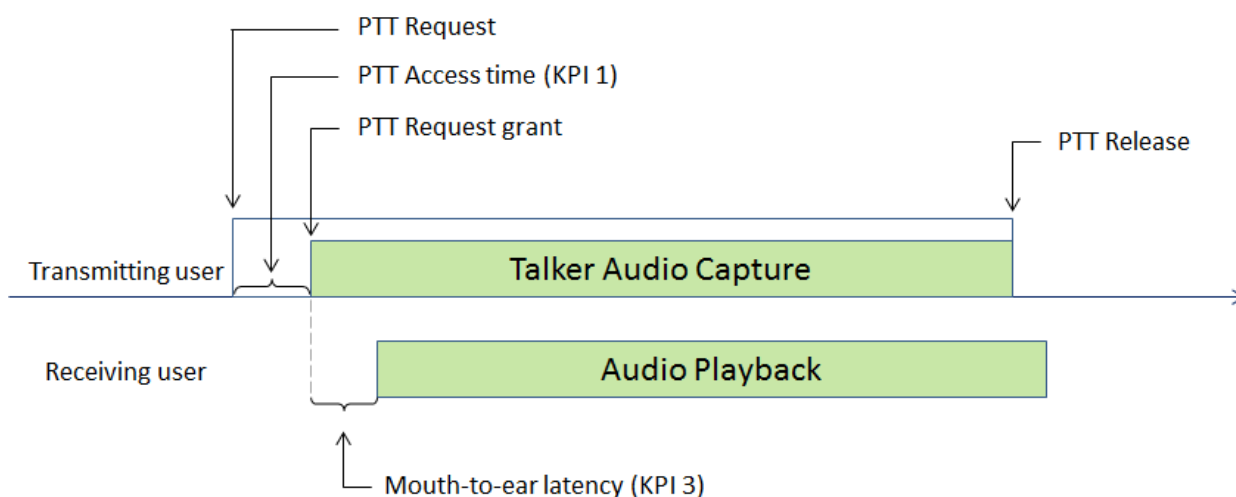 PTT Request
PTT Access time (KPI 1)
PTT Request grant
PTT Release
Transmitting user
Talker Audio Capture
Receiving user
Audio Playback
Mouth-to-ear latency (KPI 3)